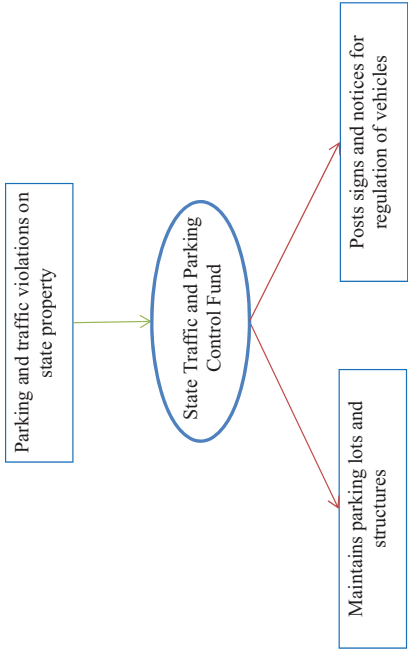 Parking and traffic violations on
state property
State Traffic and Parking
Control Fund
Maintains parking lots and
structures
Posts signs and notices for
regulation of vehicles